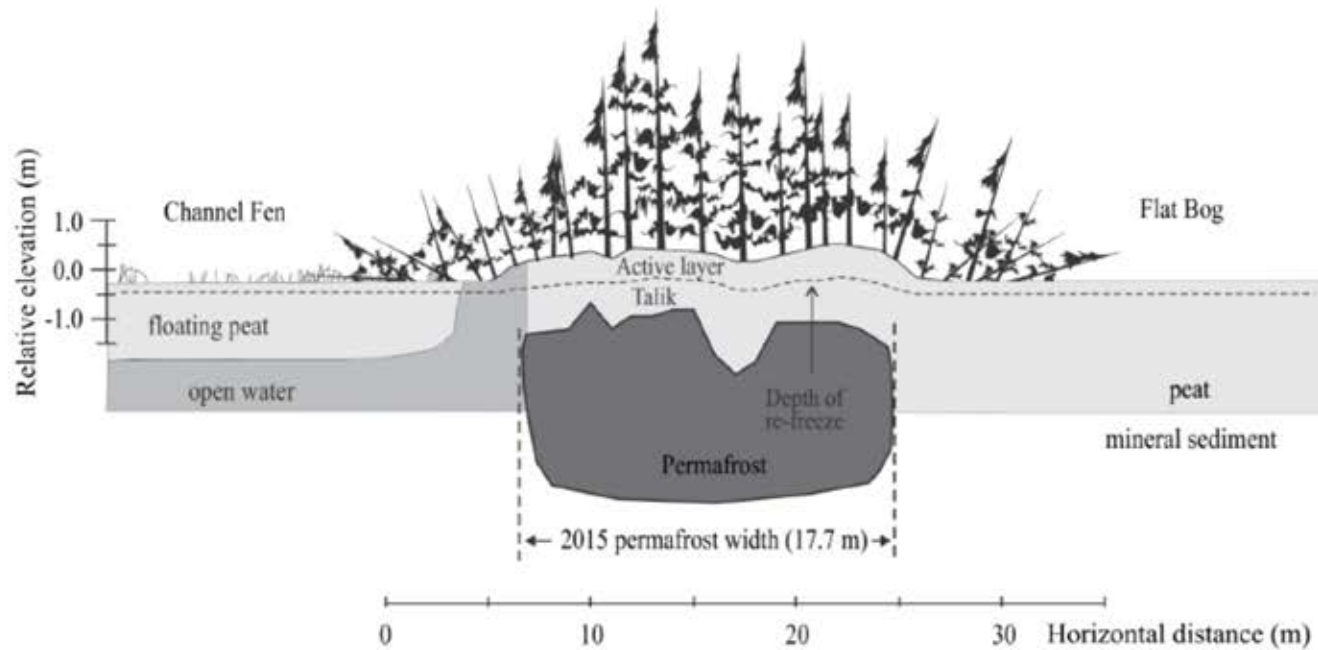 Channel Fen
Flat Bog
Relative elevation (m)
1.0
0.0
-1.0
Active layer
Talik
floating peat
open water
Depth of
re-freeze
peat
mineral sediment
Permafrost
2015 permafrost width (17.7 m)
0 10 20 30 Horizontal distance (m)